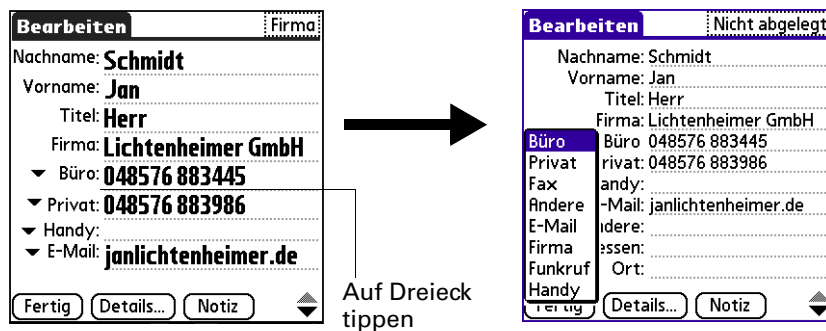 Bearbeiten Firma
Nachname: Schmidt
Vorname: Jan
Titel: Herr
Firma: Lichtenheimer GmbH
Büro: 048576 883445
Privat: 048576 883986
Handy:
E-Mail: janlichtenheimer.de
Fertig Details... Notiz
Auf Dreieck
tippen
Bearbeiten Nicht abgelegt
Nachname: Schmidt
Vorname: Jan
Titel: Herr
Firma: Lichtenheimer GmbH
Büro Büro 048576 883445
Privat rivat: 048576 883986
Fax andy:
Andere -Mail: janlichtenheimer.de
E-Mail ndere:
Firma essen:
Funkruf Ort:
Handy
Fertig Details... Notiz